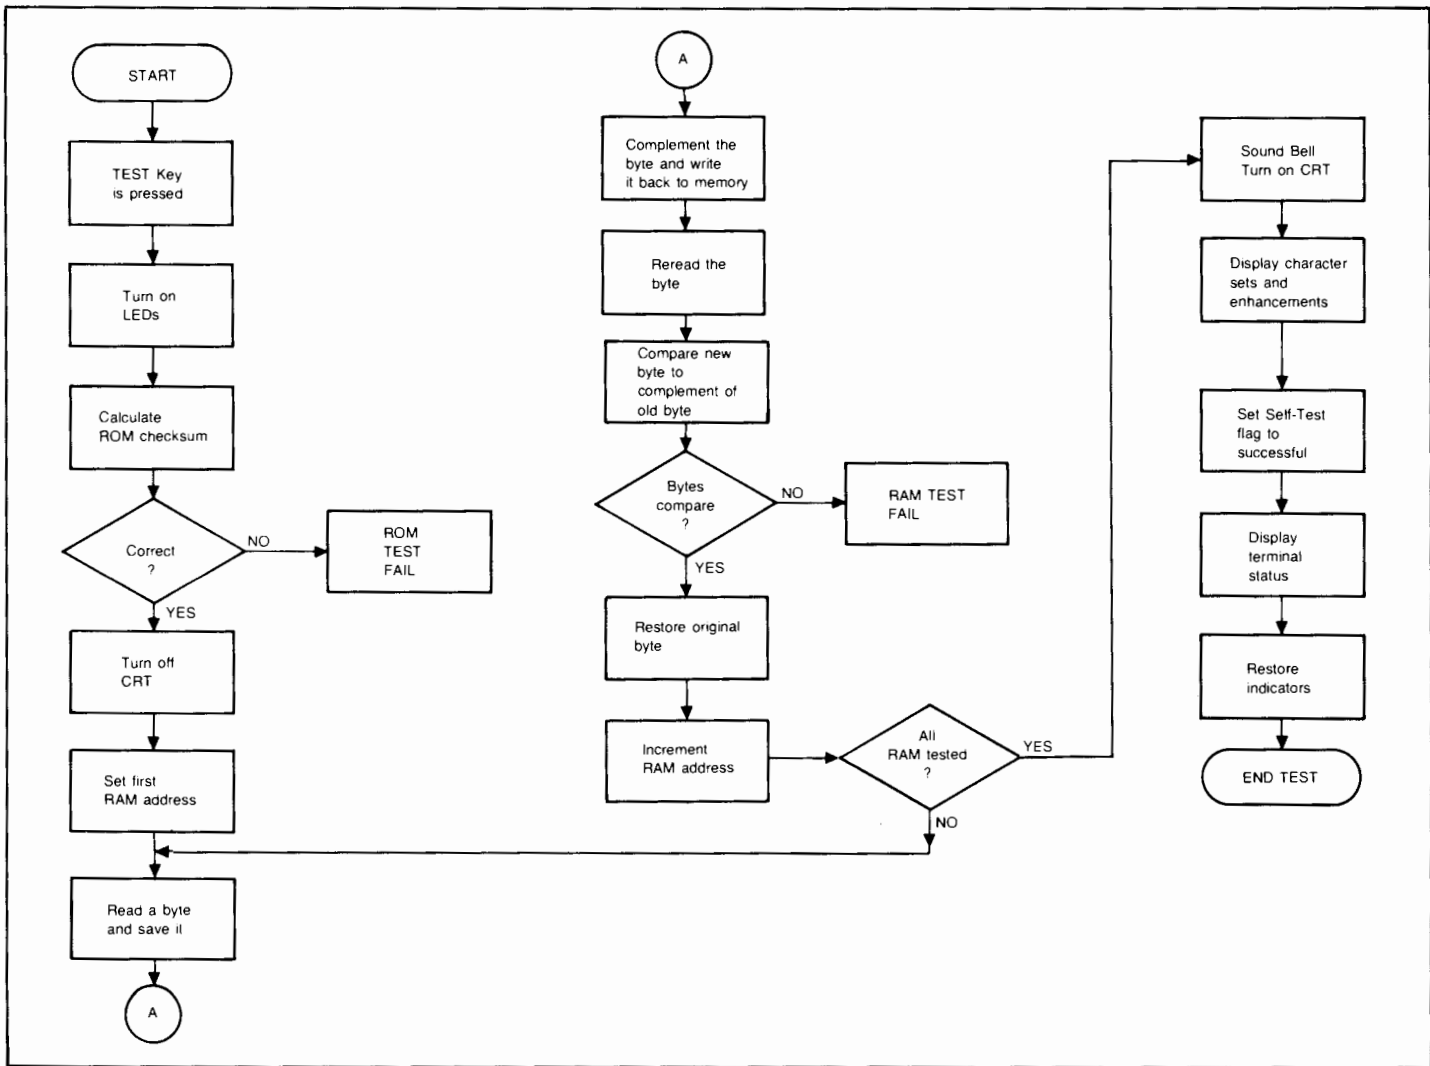 START
TEST Key
is pressed
Turn on
LEDs
Calculate
ROM checksum
Correct
?
NO
ROM
TEST
FAIL
YES
Turn off
CRT
Set first
RAM address
Read a byte
and save it
A
A
Complement the
byte and write
it back to memory
Reread the
byte
Compare new
byte to
complement of
old byte
Bytes
compare
?
NO
RAM TEST
FAIL
YES
Restore original
byte
Increment
RAM address
All
RAM tested
?
YES
NO
Sound Bell
Turn on CRT
Display character
sets and
enhancements
Set Self-Test
flag to
successful
Display
terminal
status
Restore
indicators
END TEST